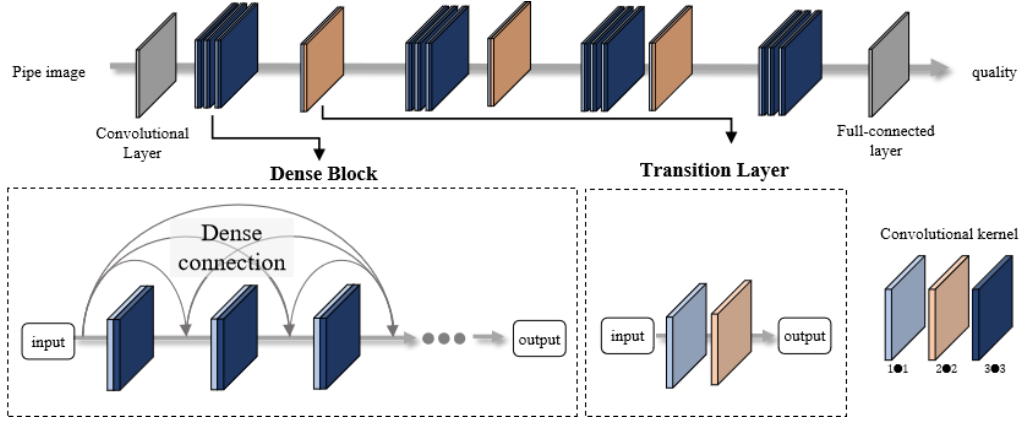 Pipe image
quality
Convolutional
Layer
Full-connected
layer
Dense Block
Transition Layer
Dense
connection
input
output
input
output
Convolutional kernel
1●1
2●2
3●3